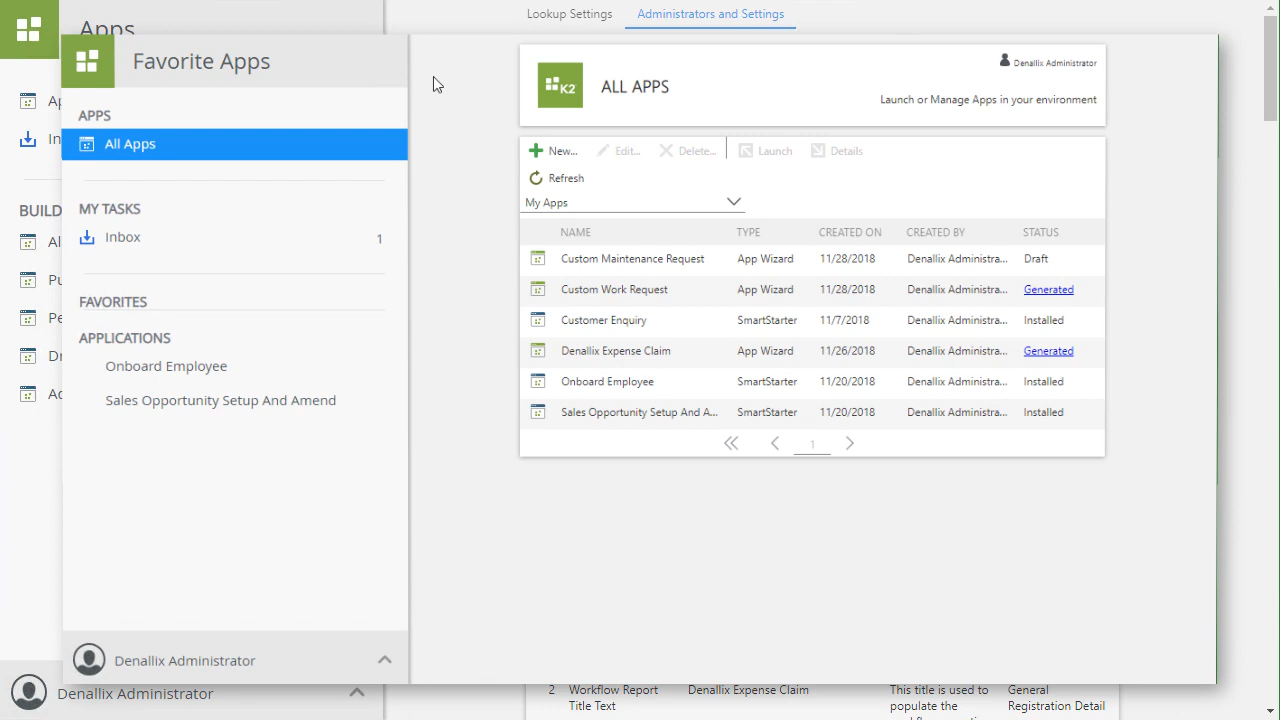 Apps
Lookup Settings
Administrators and Settings
Favorite Apps
APPS
All Apps
MY TASKS
Inbox 1
FAVORITES
APPLICATIONS
Onboard Employee
Sales Opportunity Setup And Amend
Denallix Administrator
K2
ALL APPS
Denallix Administrator
Launch or Manage Apps in your environment
New... Edit... Delete... Launch Details
Refresh
My Apps
NAME TYPE CREATED ON CREATED BY STATUS
Custom Maintenance Request App Wizard 11/28/2018 Denallix Administra... Draft
Custom Work Request App Wizard 11/28/2018 Denallix Administra... Generated
Customer Enquiry SmartStarter 11/7/2018 Denallix Administra... Installed
Denallix Expense Claim App Wizard 11/26/2018 Denallix Administra... Generated
Onboard Employee SmartStarter 11/20/2018 Denallix Administra... Installed
Sales Opportunity Setup And A... SmartStarter 11/20/2018 Denallix Administra... Installed
1
Ap
In
BUILD
Al
Pu
Pe
Dr
Ac
Denallix Administrator
2 Workflow Report Denallix Expense Claim This title is used to General
Title Text populate the Registration Detail